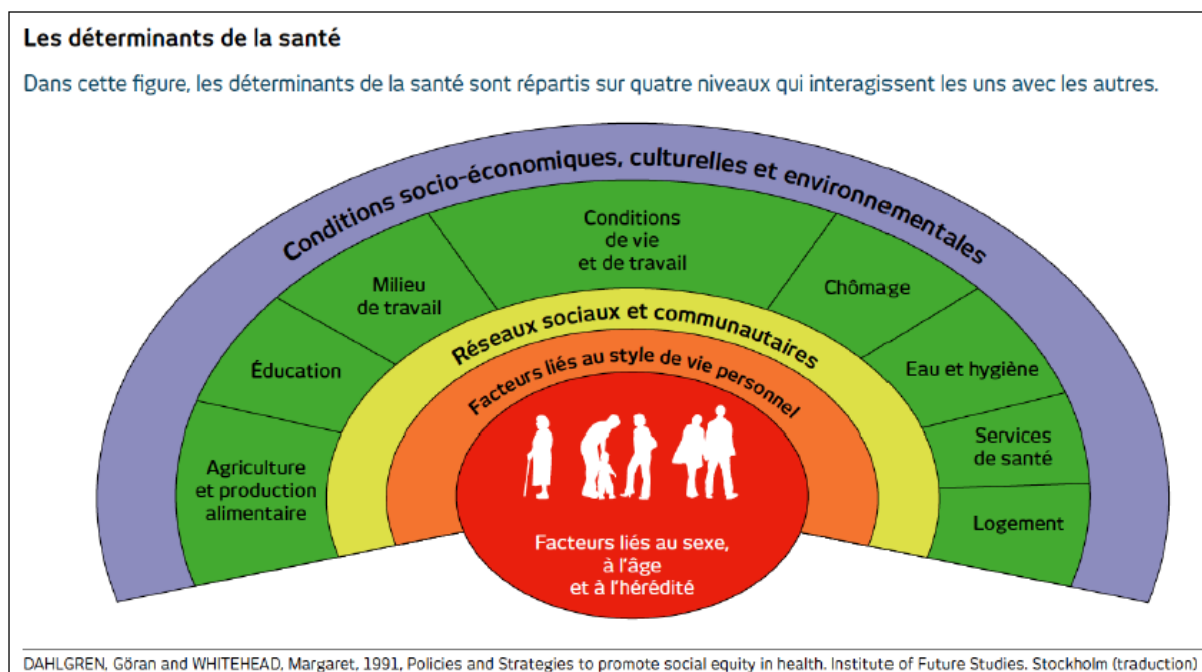 Les déterminants de la santé
Dans cette figure, les déterminants de la santé sont répartis sur quatre niveaux qui interagissent les uns avec les autres.
Conditions socio-économiques, culturelles et environnementales
Conditions
de vie
et de travail
Milieu
de travail
Chômage
Éducation
Eau et hygiène
Agriculture
et production
alimentaire
Services
de santé
Logement
Réseaux sociaux et communautaires
Facteurs liés au style de vie personnel
Facteurs liés au sexe,
à l'âge
et à l'hérédité
DAHLGREN, Göran and WHITEHEAD, Margaret, 1991, Policies and Strategies to promote social equity in health. Institute of Future Studies. Stockholm (traduction)